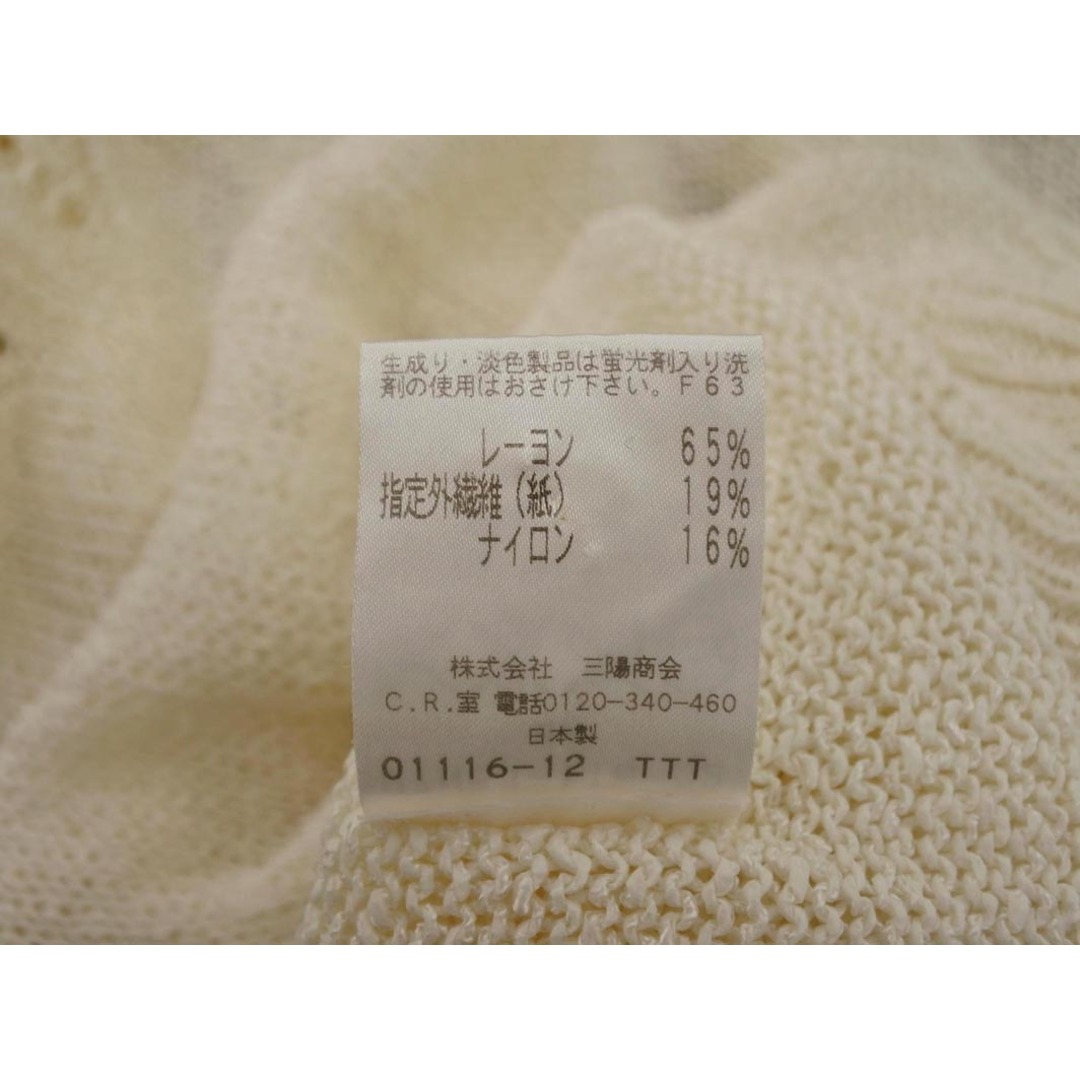 生成り・淡色製品は蛍光剤入り洗
剤の使用はおさけ下さい。F63
レーヨン 65%
指定外繊維(紙) 19%
ナイロン 16%
株式会社 三陽商会
C.R.室 電話0120-340-460
日本製
01116-12 TTT